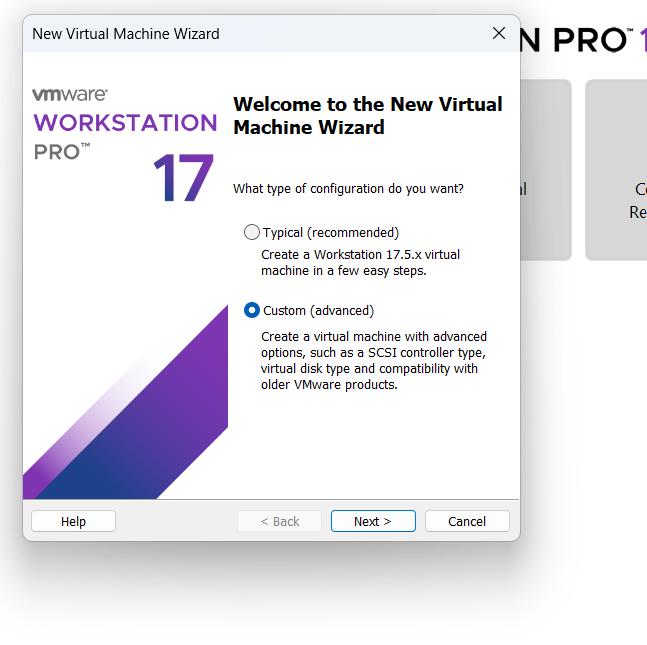 New Virtual Machine Wizard
N PRO™ 1
vmware®
WORKSTATION
PRO™
17
Welcome to the New Virtual
Machine Wizard
What type of configuration do you want?
Typical (recommended)
Create a Workstation 17.5.x virtual
machine in a few easy steps.
Custom (advanced)
Create a virtual machine with advanced
options, such as a SCSI controller type,
virtual disk type and compatibility with
older VMware products.
Help
< Back
Next >
Cancel
al
Co
Re